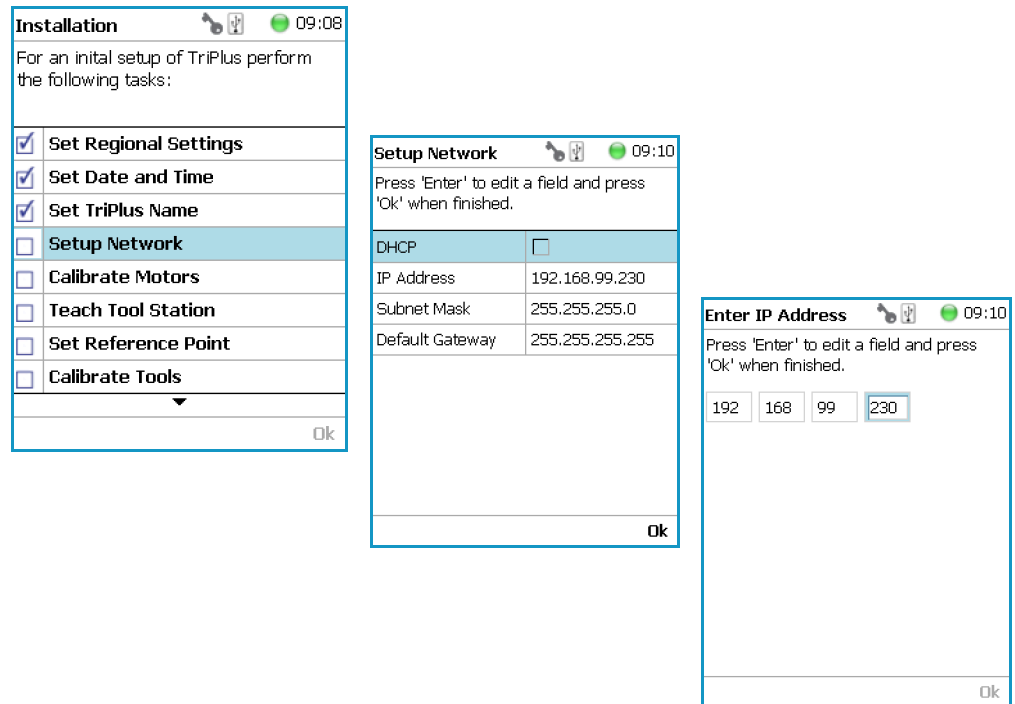 Installation 09:08
For an inital setup of TriPlus perform
the following tasks:
Set Regional Settings
Set Date and Time
Set TriPlus Name
Setup Network
Calibrate Motors
Teach Tool Station
Set Reference Point
Calibrate Tools
Ok
Setup Network 09:10
Press 'Enter' to edit a field and press
'Ok' when finished.
DHCP
IP Address 192.168.99.230
Subnet Mask 255.255.255.0
Default Gateway 255.255.255.255
Ok
Enter IP Address 09:10
Press 'Enter' to edit a field and press
'Ok' when finished.
192 168 99 230
Ok